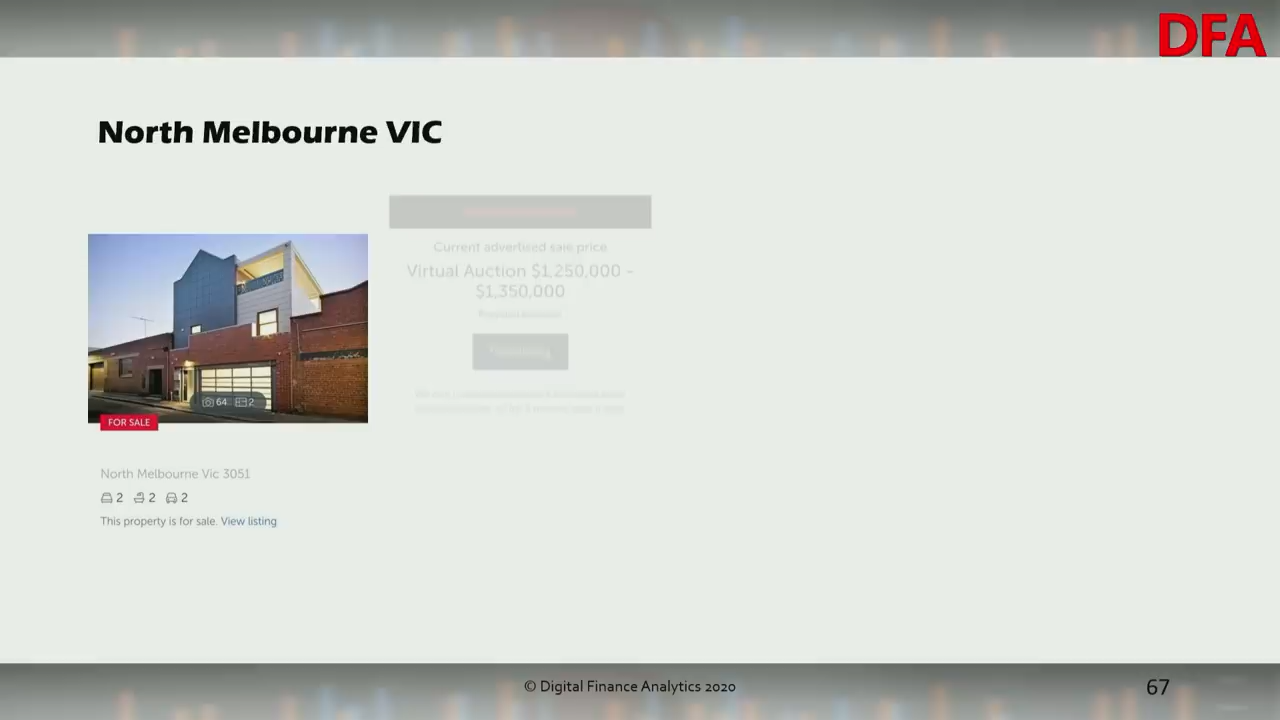 DFA
North Melbourne VIC
Current advertised sale price
Virtual Auction $1,250,000 –
$1,350,000
64 2
FOR SALE
North Melbourne Vic 3051
2 2 2
This property is for sale. View listing
© Digital Finance Analytics 2020
67